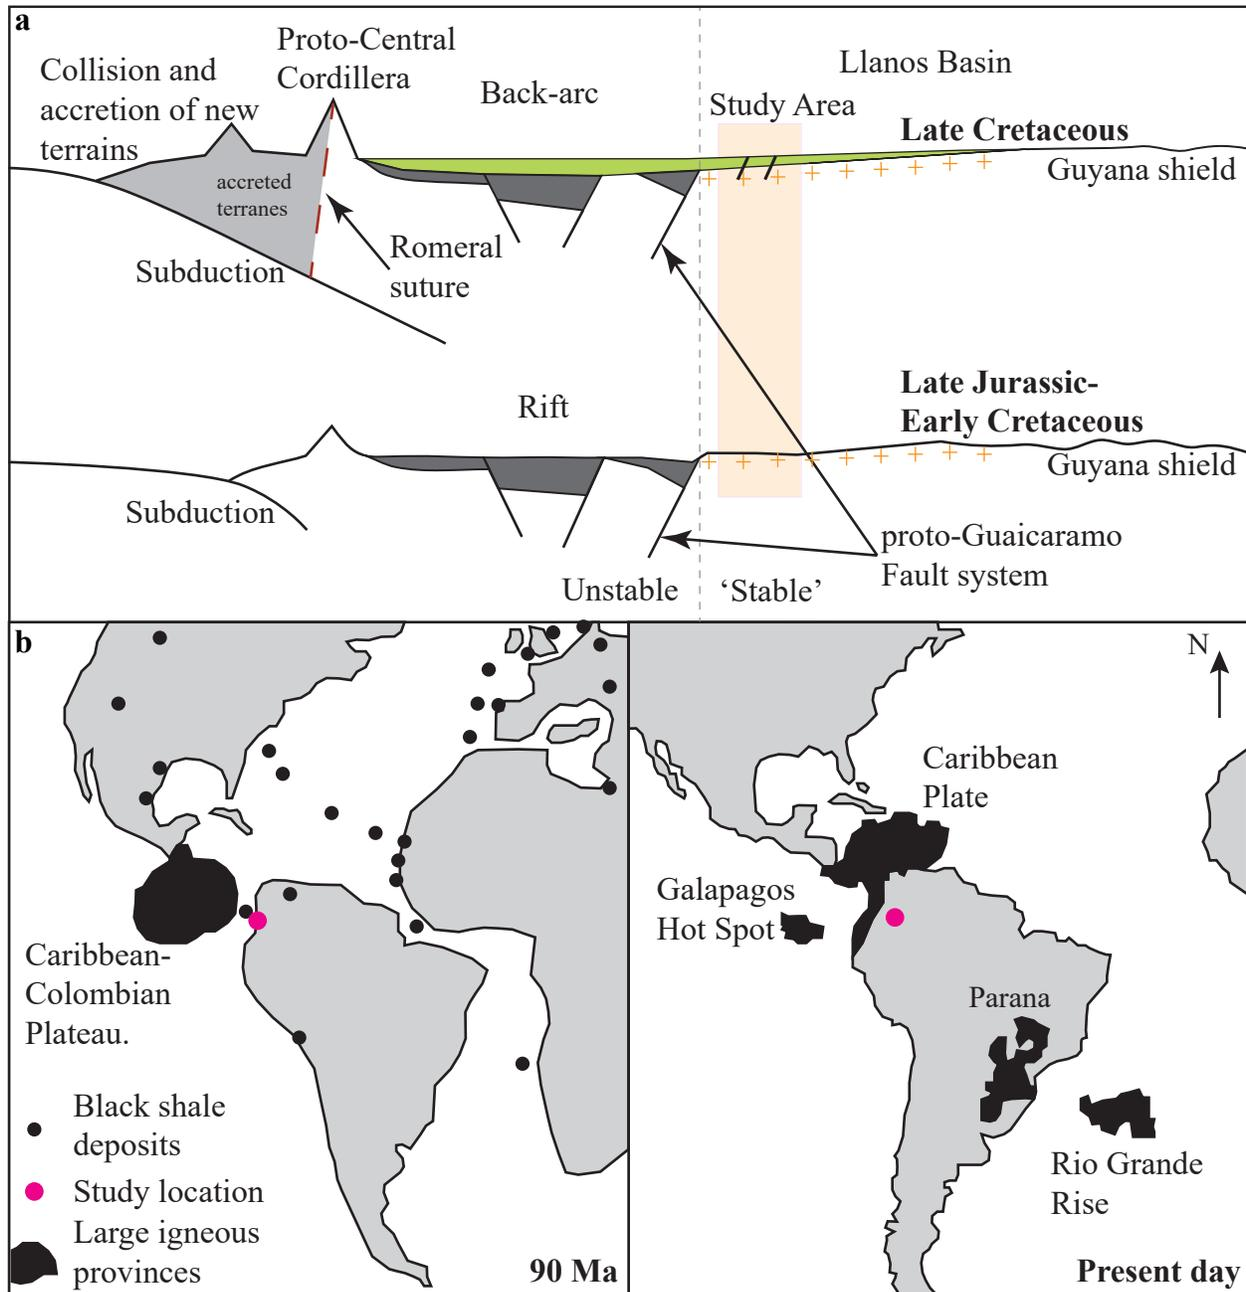 a
Collision and
accretion of new
terrains
Proto-Central
Cordillera
Back-arc
Llanos Basin
Study Area
Late Cretaceous
Guyana shield
accreted
terranes
Romeral
suture
Subduction
Rift
Late Jurassic-
Early Cretaceous
Guyana shield
Subduction
proto-Guaicaramo
Fault system
Unstable
‘Stable’
b
Caribbean-
Colombian
Plateau.
Black shale
deposits
Study location
Large igneous
provinces
90 Ma
N
Caribbean
Plate
Galapagos
Hot Spot
Parana
Rio Grande
Rise
Present day